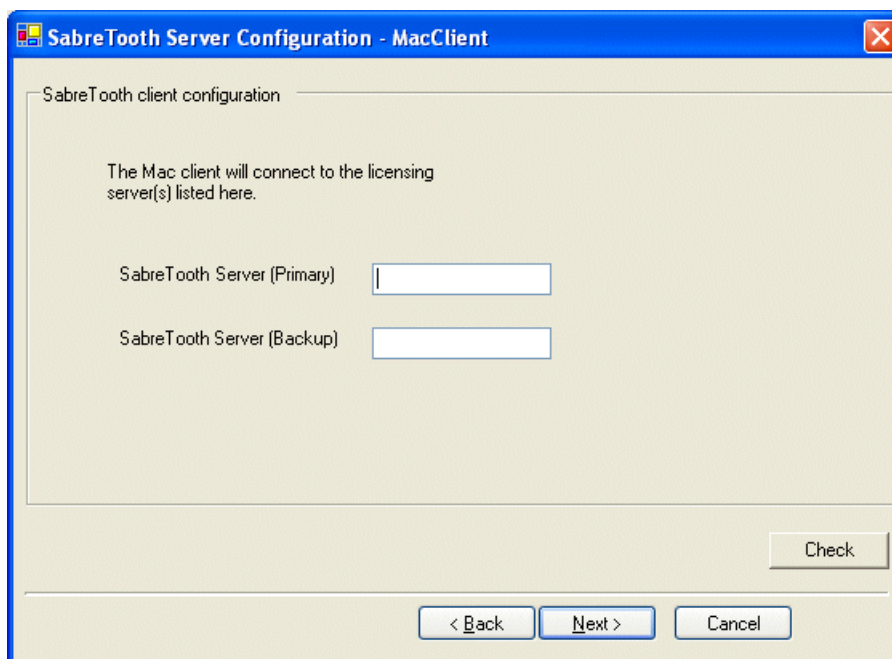 SabreTooth Server Configuration - MacClient
SabreTooth client configuration
The Mac client will connect to the licensing
server(s) listed here.
SabreTooth Server (Primary)
SabreTooth Server (Backup)
Check
< Back
Next >
Cancel